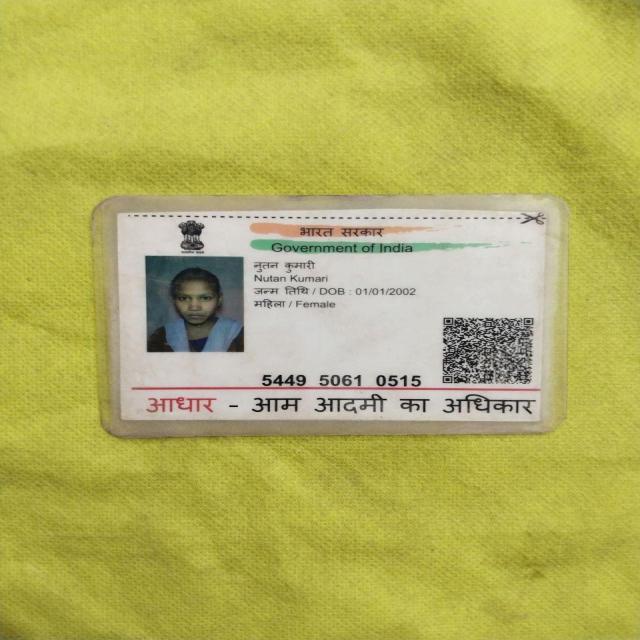 भारत सरकार
Government of India
नुतन कुमारी
Nutan Kumari
जन्म तिथि / DOB : 01/01/2002
महिला / Female
5449 5061 0515
आधार - आम आदमी का अधिकार